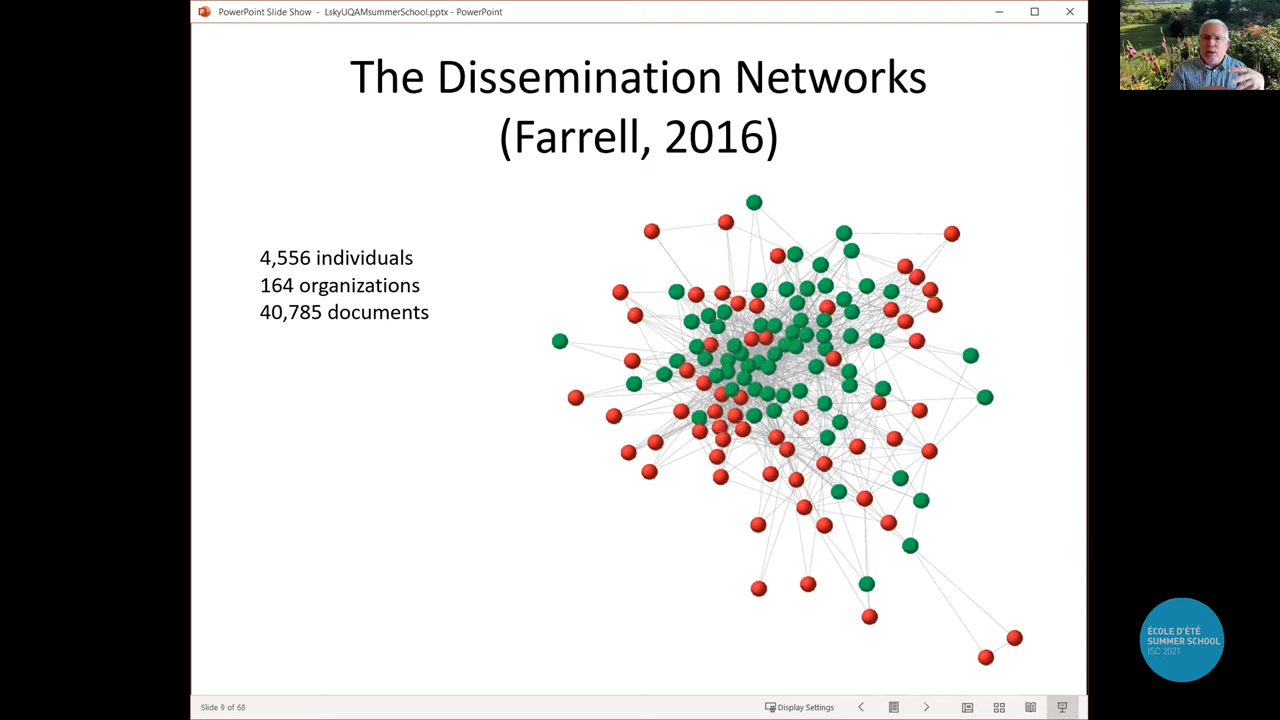 PowerPoint Slide Show - LskyUQAMsummerSchool.pptx - PowerPoint
The Dissemination Networks
(Farrell, 2016)
4,556 individuals
164 organizations
40,785 documents
ÉCOLE D'ÉTÉ
SUMMER SCHOOL
ISC 2021
Slide 9 of 68
Display Settings